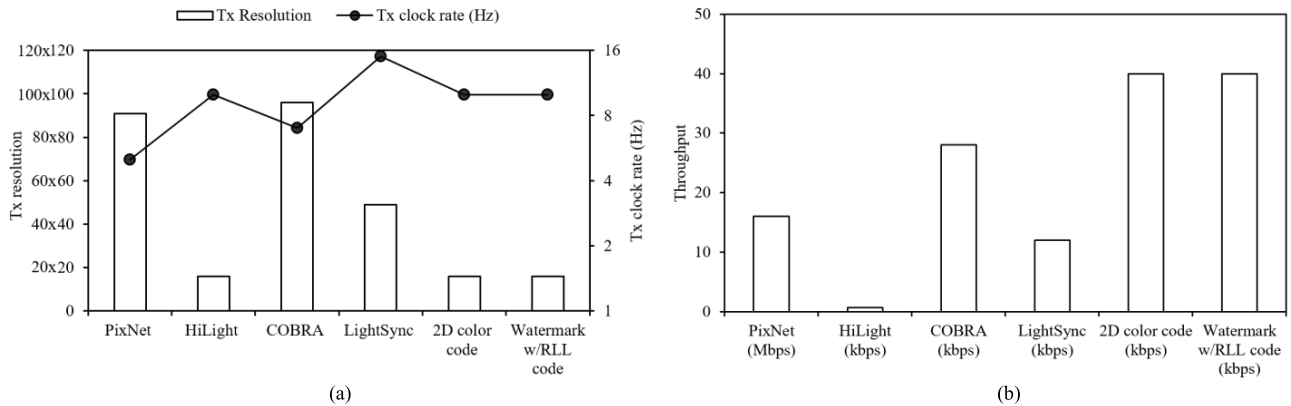 Tx Resolution
Tx clock rate (Hz)
120x120
100x100
80x80
60x60
40x40
20x20
0
Tx resolution
16
8
4
2
1
Tx clock rate (Hz)
PixNet
HiLight
COBRA
LightSync
2D color
code
Watermark
w/RLL
code
(a)
50
40
30
20
10
0
Throughput
PixNet
(Mbps)
HiLight
(kbps)
COBRA
(kbps)
LightSync
(kbps)
2D color code
(kbps)
Watermark
w/RLL code
(kbps)
(b)